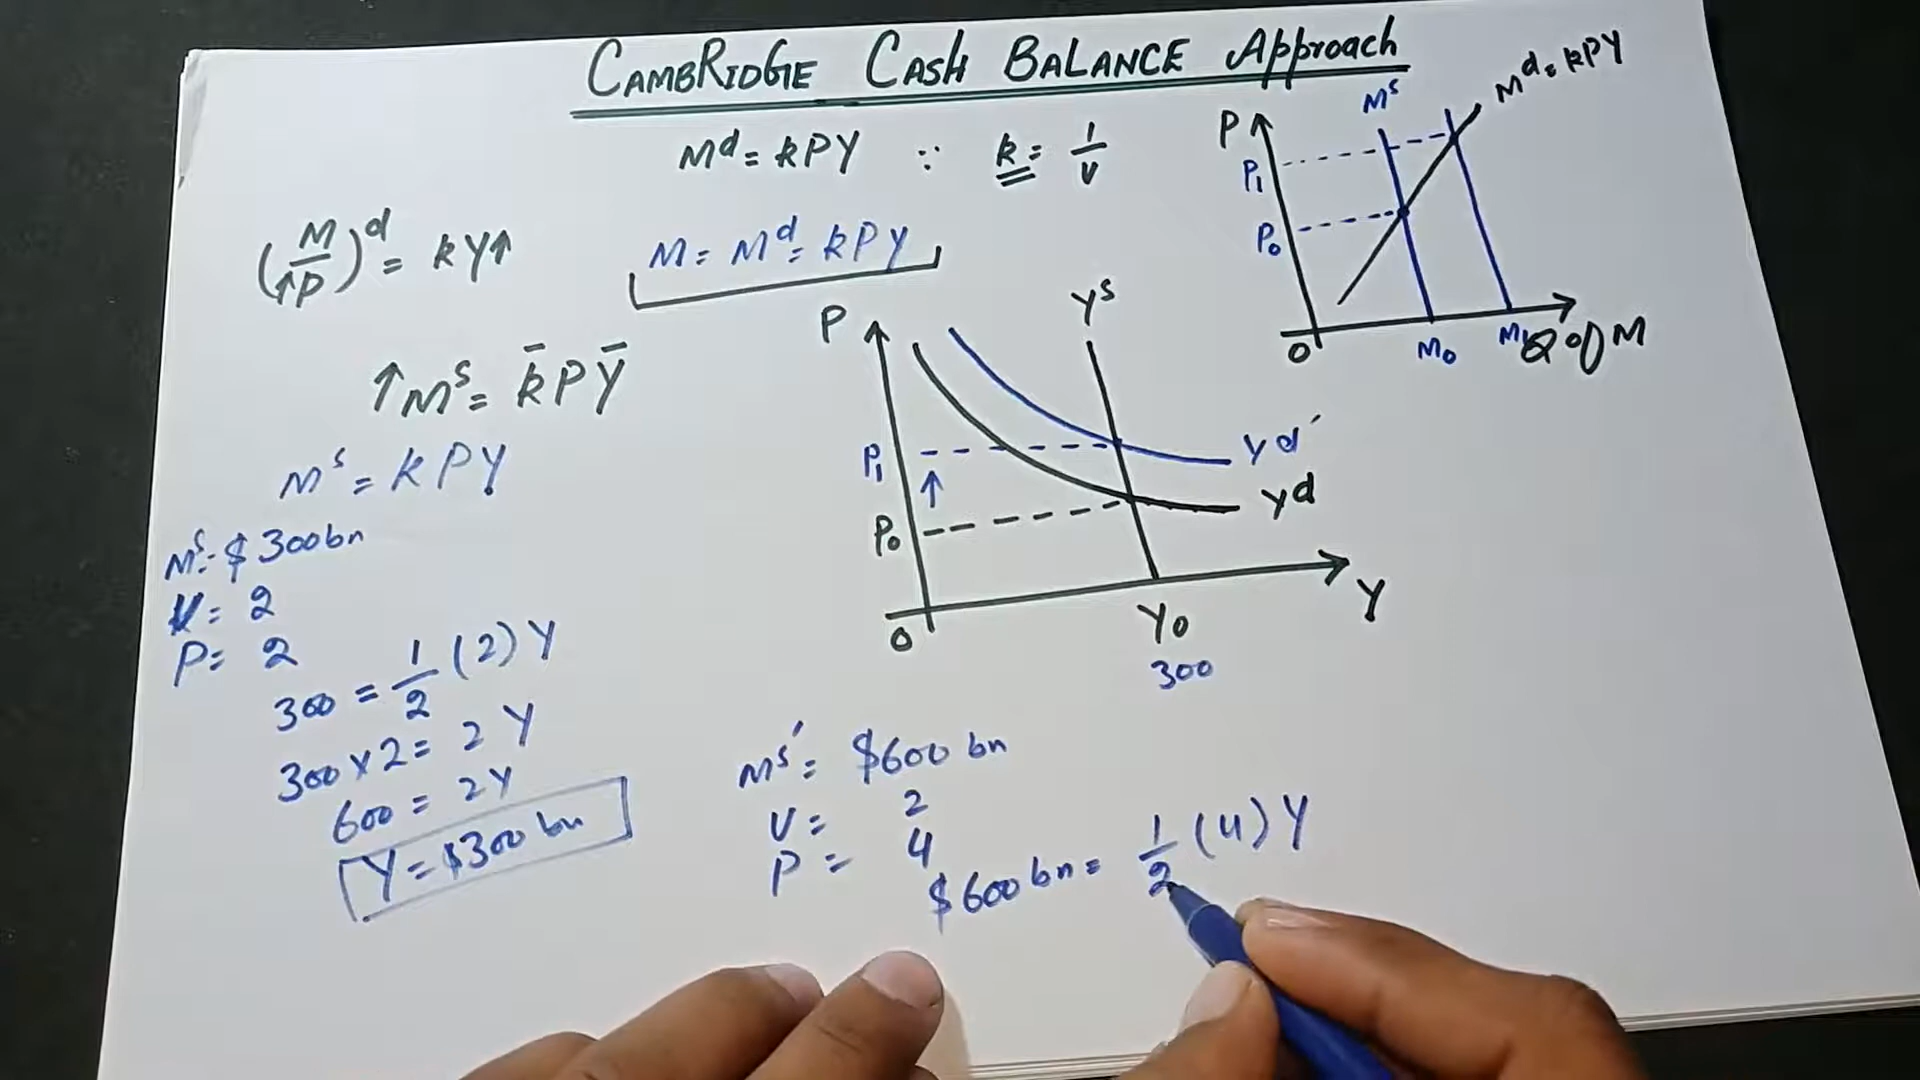 CAMBRIDGE CASH BALANCE Approach
Mᵈ = kPY ∵ k = 1/v
(M/↑P)ᵈ = kY↑
M = Mᵈ = kPY
↑Mˢ = k̄PȲ
Mˢ = kPY
Mˢ = $300bn
V = 2
P = 2
300 = 1/2 (2) Y
300 x 2 = 2Y
600 = 2Y
Y = $300 bn
P
Yˢ
P₁
P₀
Yᵈ′
Yᵈ
0
Y₀
300
Y
P
Mˢ
Mᵈ = kPY
P₁
P₀
0
M₀
M₁
Q of M
Mˢ′ = $600 bn
V = 2
P = 4
$600 bn = 1/2 (4) Y